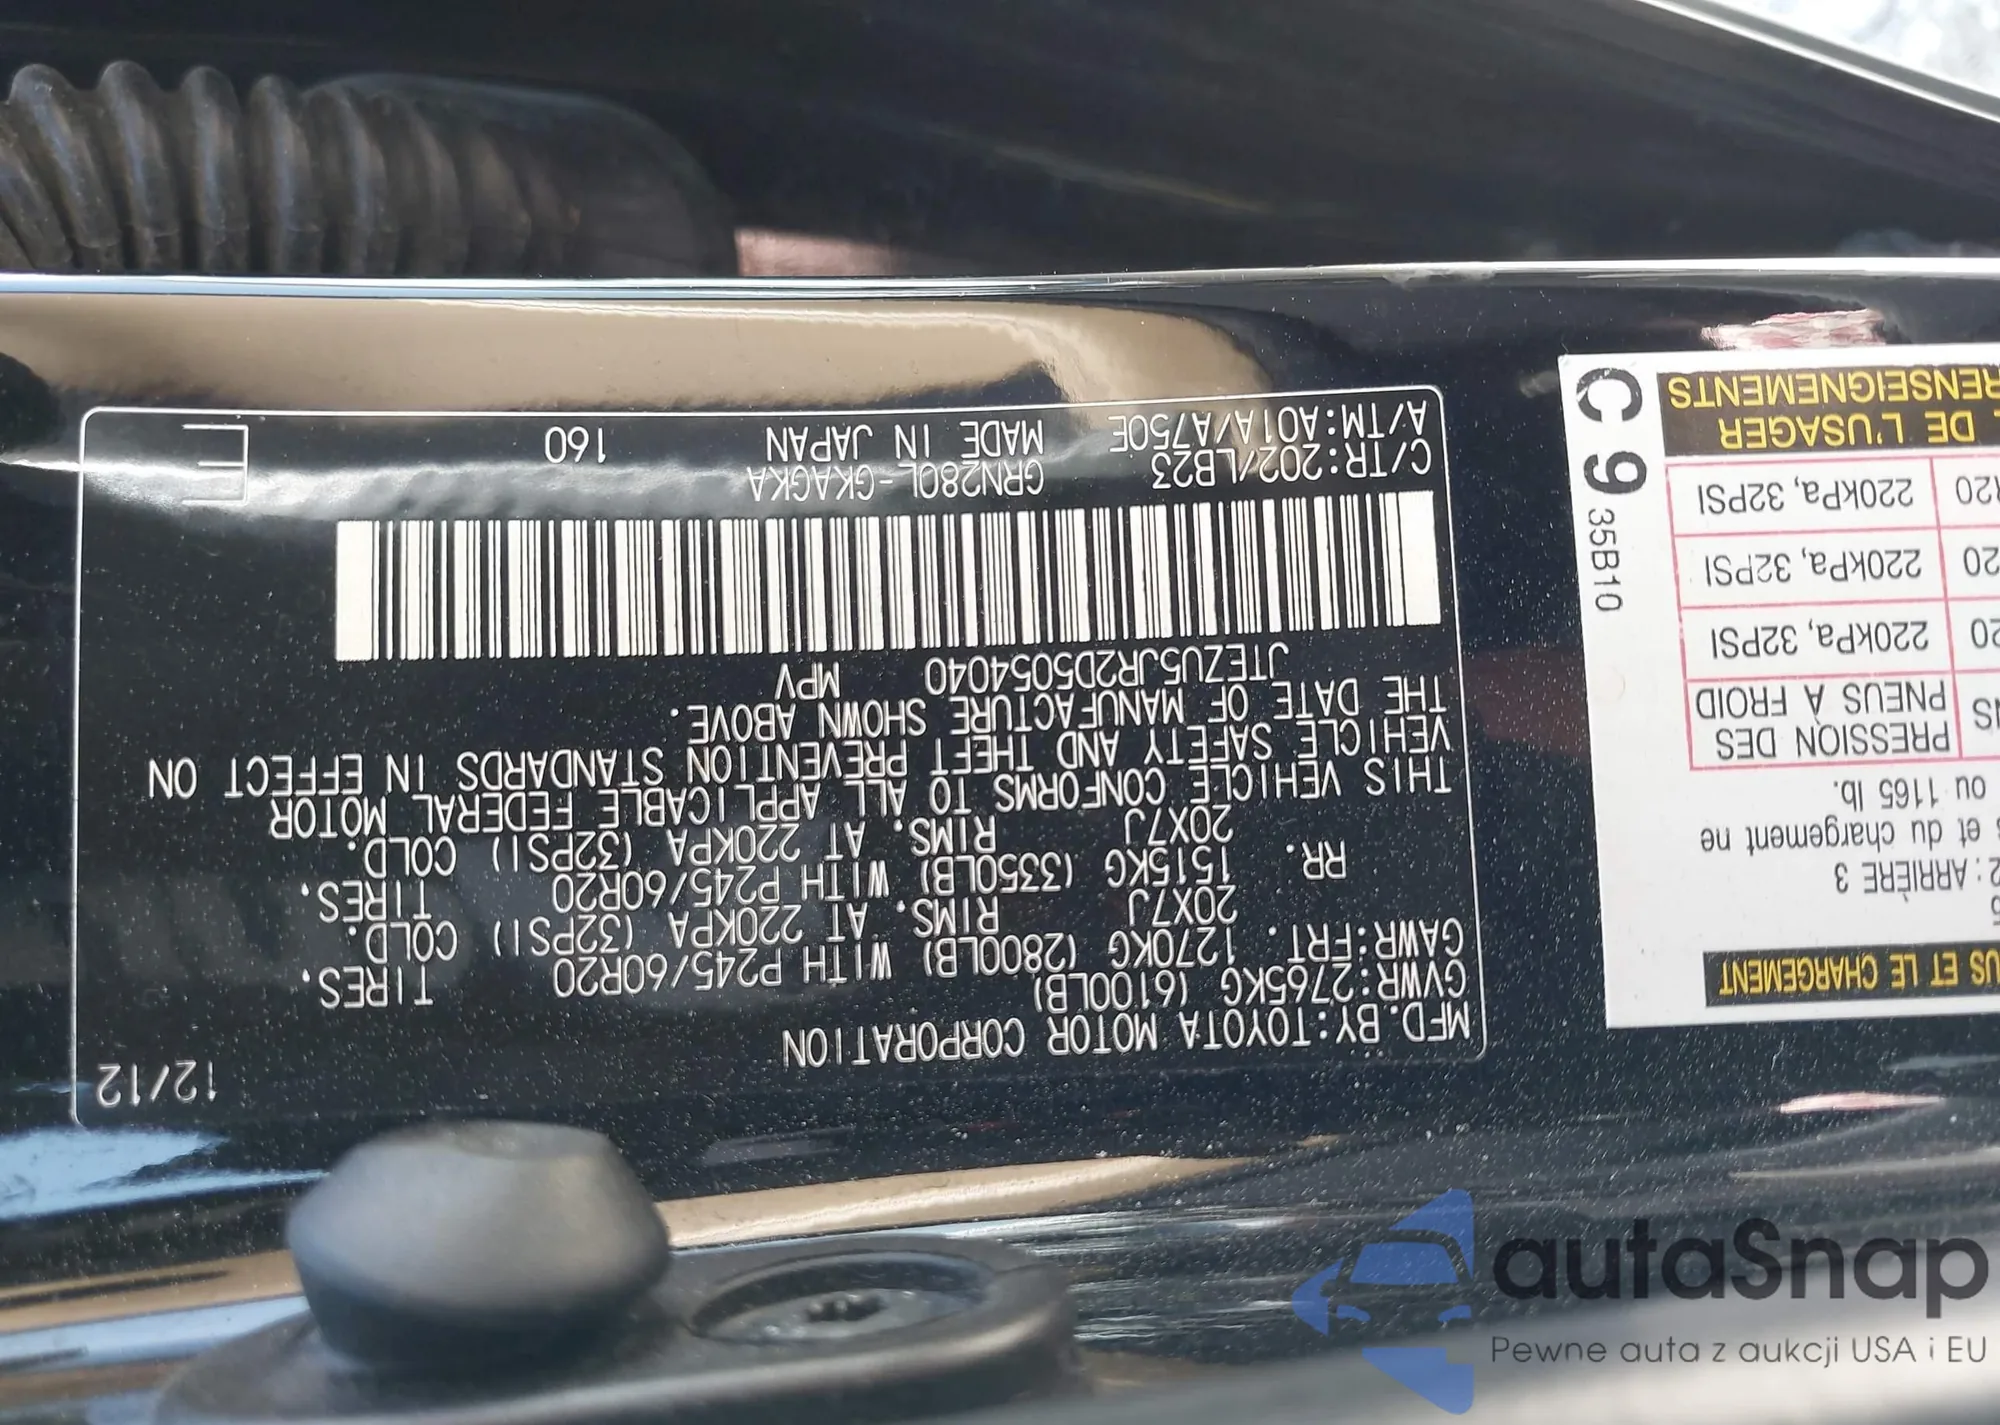 12/12
MFD. BY:TOYOTA MOTOR CORPORATION
GVWR:2765KG (6100LB)
GAWR:FRT. 1270KG (2800LB) WITH P245/60R20 TIRES.
20X7J RIMS. AT 220KPA (32PSI) COLD.
RR. 1515KG (3350LB) WITH P245/60R20 TIRES.
20X7J RIMS. AT 220KPA (32PSI) COLD.
THIS VEHICLE CONFORMS TO ALL APPLICABLE FEDERAL MOTOR
VEHICLE SAFETY AND THEFT PREVENTION STANDARDS IN EFFECT ON
THE DATE OF MANUFACTURE SHOWN ABOVE.
JTEZU5JR2D5054040 MPV
C/TR:202/LB23 GRN280L-GKAGKA
A/TM:A01A/A750E MADE IN JAPAN 160
E
US ET LE CHARGEMENT
2:ARRIÈRE 3
et du chargement ne
ou 1165 lb.
PRESSION DES
PNEUS À FROID
220kPa, 32PSI
220kPa, 32PSI
220kPa, 32PSI
DE L'USAGER
RENSEIGNEMENTS
C9 35B10
autaSnap
Pewne auta z aukcji USA i EU